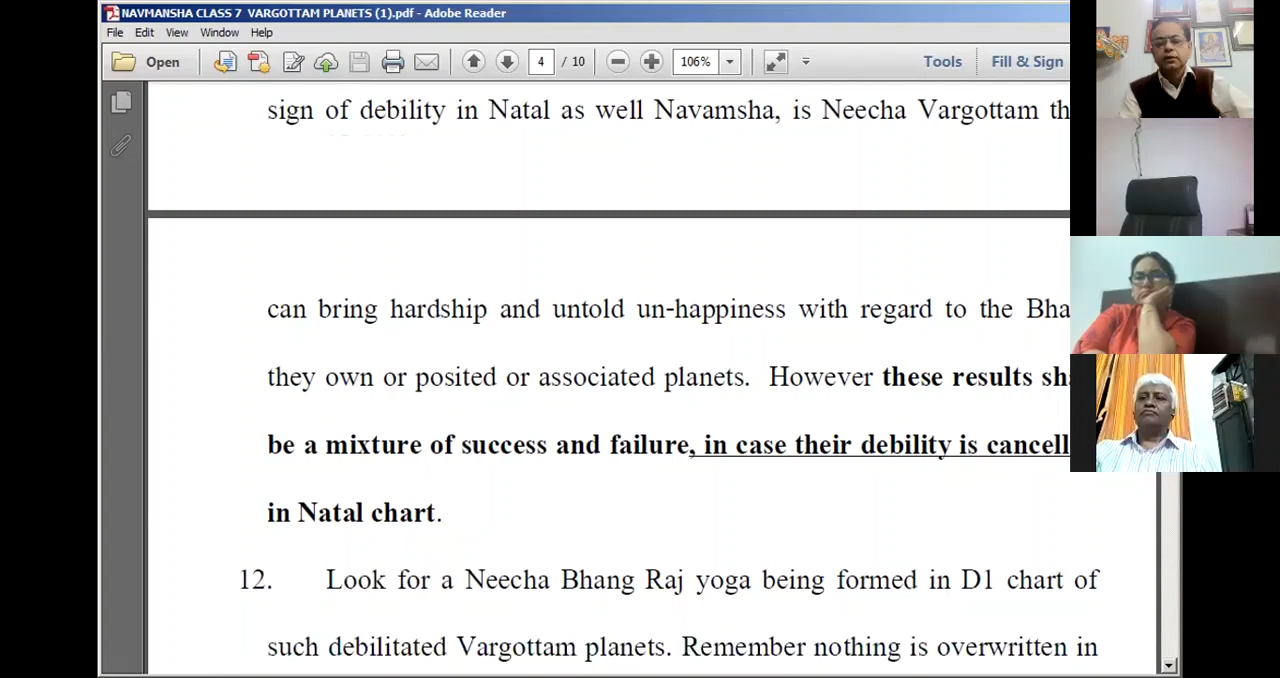 NAVMANSHA CLASS 7 VARGOTTAM PLANETS (1).pdf - Adobe Reader
File Edit View Window Help
Open 4 / 10 106% Tools Fill & Sign
sign of debility in Natal as well Navamsha, is Neecha Vargottam th
can bring hardship and untold un-happiness with regard to the Bha
they own or posited or associated planets. However these results sh
be a mixture of success and failure, in case their debility is cancell
in Natal chart.
12. Look for a Neecha Bhang Raj yoga being formed in D1 chart of
such debilitated Vargottam planets. Remember nothing is overwritten in